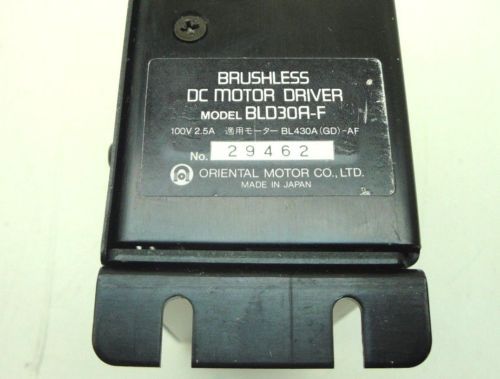 BRUSHLESS
DC MOTOR DRIVER
MODEL BLD30A-F
100V 2.5A 適用モーター BL430A(GD)-AF
No. 29462
ORIENTAL MOTOR CO., LTD.
MADE IN JAPAN